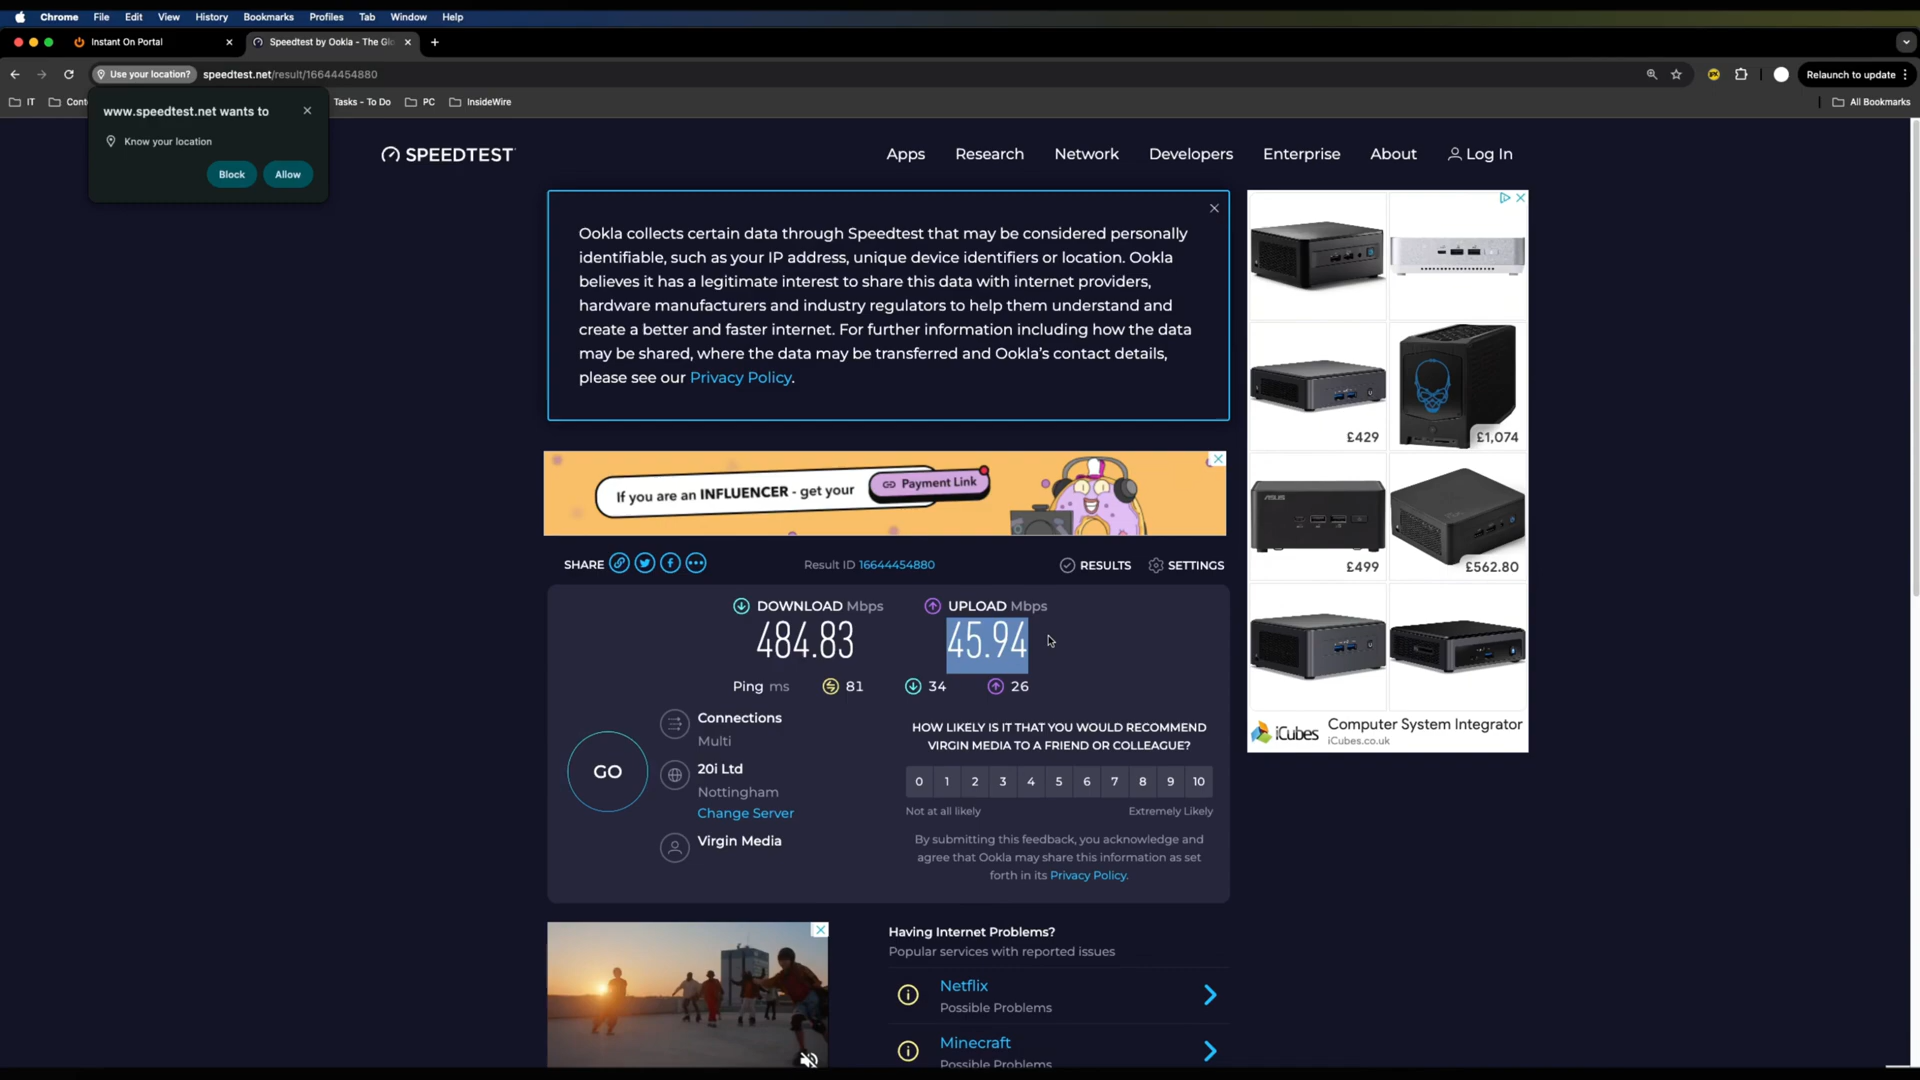 Chrome File Edit View History Bookmarks Profiles Tab Window Help
Instant On Portal
Speedtest by Ookla - The Glo
Use your location?
speedtest.net/result/16644454880
Relaunch to update
IT
Cont
Tasks - To Do
PC
InsideWire
All Bookmarks
www.speedtest.net wants to
Know your location
Block
Allow
SPEEDTEST
Apps
Research
Network
Developers
Enterprise
About
Log In
Ookla collects certain data through Speedtest that may be considered personally
identifiable, such as your IP address, unique device identifiers or location. Ookla
believes it has a legitimate interest to share this data with internet providers,
hardware manufacturers and industry regulators to help them understand and
create a better and faster internet. For further information including how the data
may be shared, where the data may be transferred and Ookla's contact details,
please see our Privacy Policy.
If you are an INFLUENCER - get your
Payment Link
SHARE
Result ID 16644454880
RESULTS
SETTINGS
DOWNLOAD Mbps
484.83
UPLOAD Mbps
45.94
Ping ms
81
34
26
GO
Connections
Multi
20i Ltd
Nottingham
Change Server
Virgin Media
HOW LIKELY IS IT THAT YOU WOULD RECOMMEND
VIRGIN MEDIA TO A FRIEND OR COLLEAGUE?
0 1 2 3 4 5 6 7 8 9 10
Not at all likely
Extremely Likely
By submitting this feedback, you acknowledge and
agree that Ookla may share this information as set
forth in its Privacy Policy.
Having Internet Problems?
Popular services with reported issues
Netflix
Possible Problems
Minecraft
Possible Problems
£429
£1,074
ASUS
£499
£562.80
iCubes
Computer System Integrator
iCubes.co.uk